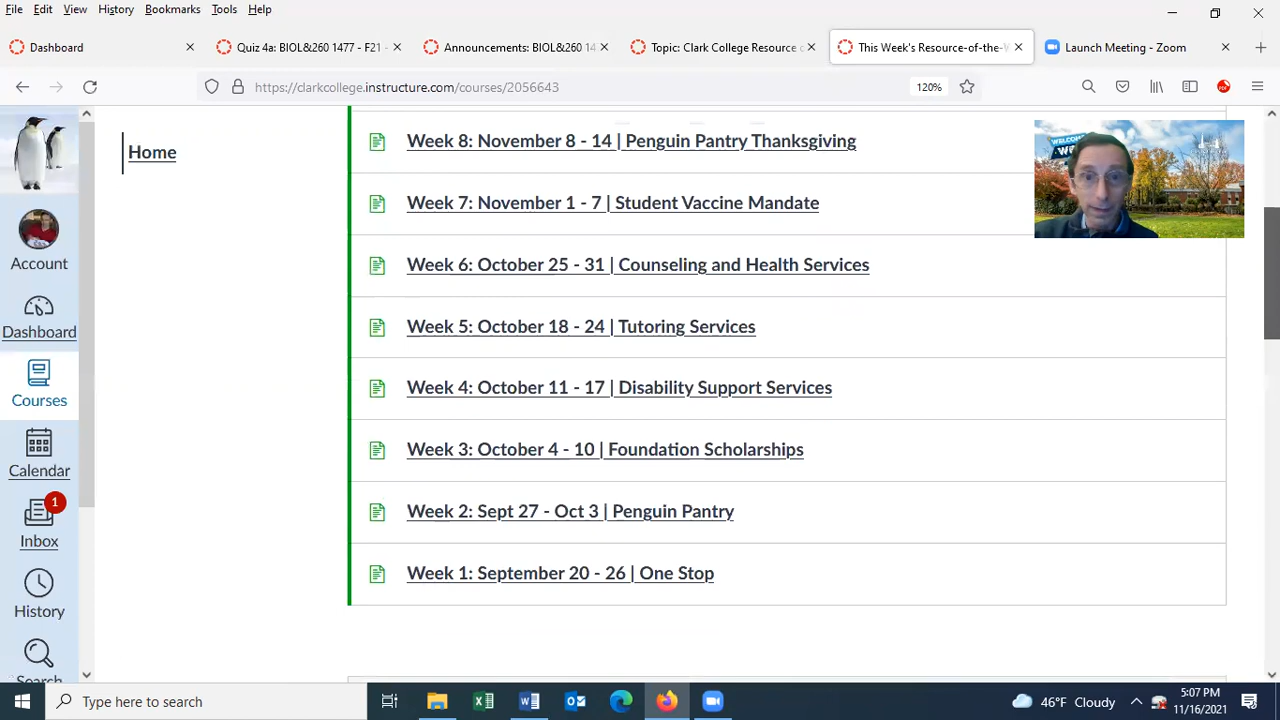 File Edit View History Bookmarks Tools Help
Dashboard
Quiz 4a: BIOL&260 1477 - F21 -
Announcements: BIOL&260 14
Topic: Clark College Resource o
This Week's Resource-of-the-W
Launch Meeting - Zoom
https://clarkcollege.instructure.com/courses/2056643
120%
Home
Account
Dashboard
Courses
Calendar
1
Inbox
History
Search
Week 8: November 8 - 14 | Penguin Pantry Thanksgiving
Week 7: November 1 - 7 | Student Vaccine Mandate
Week 6: October 25 - 31 | Counseling and Health Services
Week 5: October 18 - 24 | Tutoring Services
Week 4: October 11 - 17 | Disability Support Services
Week 3: October 4 - 10 | Foundation Scholarships
Week 2: Sept 27 - Oct 3 | Penguin Pantry
Week 1: September 20 - 26 | One Stop
Type here to search
46°F Cloudy
5:07 PM
11/16/2021